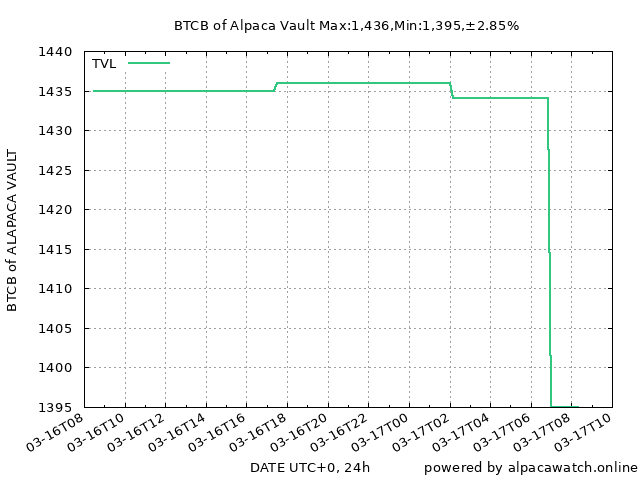 BTCB of Alpaca Vault Max:1,436,Min:1,395,±2.85%
1440
TVL
1435
1430
1425
1420
1415
1410
1405
1400
1395
BTCB of ALAPACA VAULT
03-16T08
03-16T10
03-16T12
03-16T14
03-16T16
03-16T18
03-16T20
03-16T22
03-17T00
03-17T02
03-17T04
03-17T06
03-17T08
03-17T10
DATE UTC+0, 24h
powered by alpacawatch.online